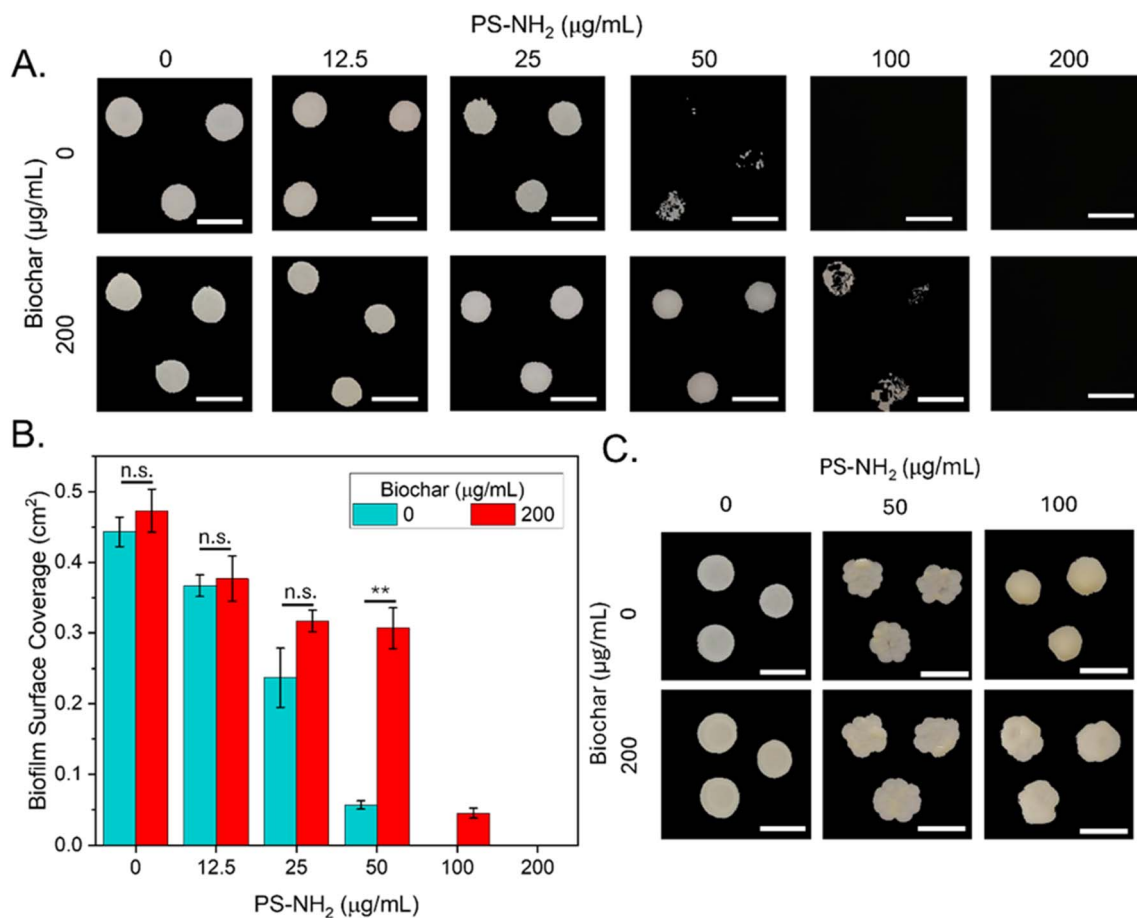 PS-NH₂ (μg/mL)
A.
0 12.5 25 50 100 200
Biochar (μg/mL)
0
200
B.
Biofilm Surface Coverage (cm²)
0.5
0.4
0.3
0.2
0.1
0.0
n.s.
n.s.
n.s.
**
Biochar (μg/mL)
0 200
0 12.5 25 50 100 200
PS-NH₂ (μg/mL)
C.
PS-NH₂ (μg/mL)
0 50 100
Biochar (μg/mL)
0
200